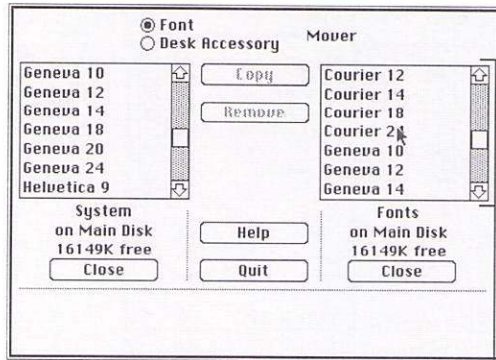 Font
Desk Accessory
Mover
Geneva 10
Geneva 12
Geneva 14
Geneva 18
Geneva 20
Geneva 24
Helvetica 9
Copy
Remove
Courier 12
Courier 14
Courier 18
Courier
Geneva 10
Geneva 12
Geneva 14
System
on Main Disk
16149K free
Close
Help
Quit
Fonts
on Main Disk
16149K free
Close